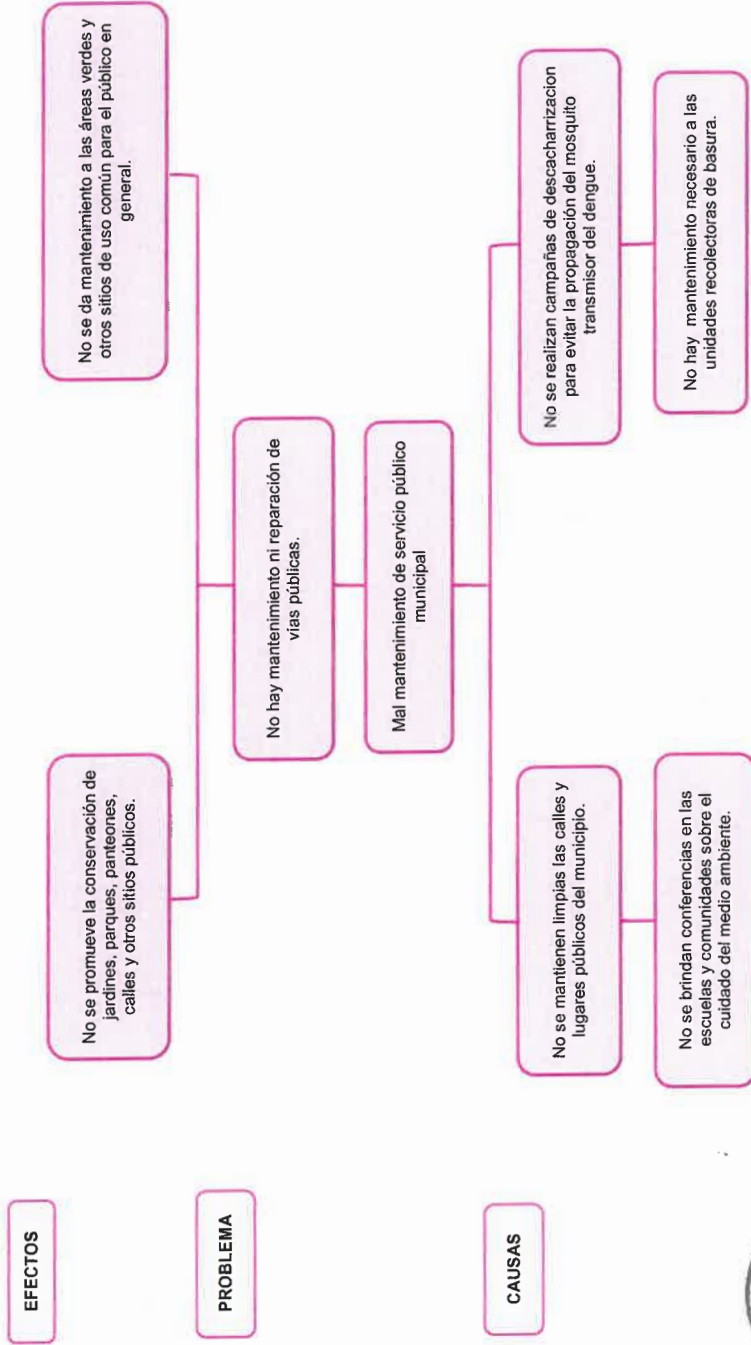 EFECTOS
No se promueve la conservación de
jardines, parques, panteones,
calles y otros sitios públicos.
No se da mantenimiento a las áreas verdes y
otros sitios de uso común para el público en
general.
PROBLEMA
No hay mantenimiento ni reparación de
vías públicas.
Mal mantenimiento de servicio público
municipal
CAUSAS
No se mantienen limpias las calles y
lugares públicos del municipio.
No se realizan campañas de descacharrizacion
para evitar la propagación del mosquito
transmisor del dengue.
No se brindan conferencias en las
escuelas y comunidades sobre el
cuidado del medio ambiente.
No hay mantenimiento necesario a las
unidades recolectoras de basura.